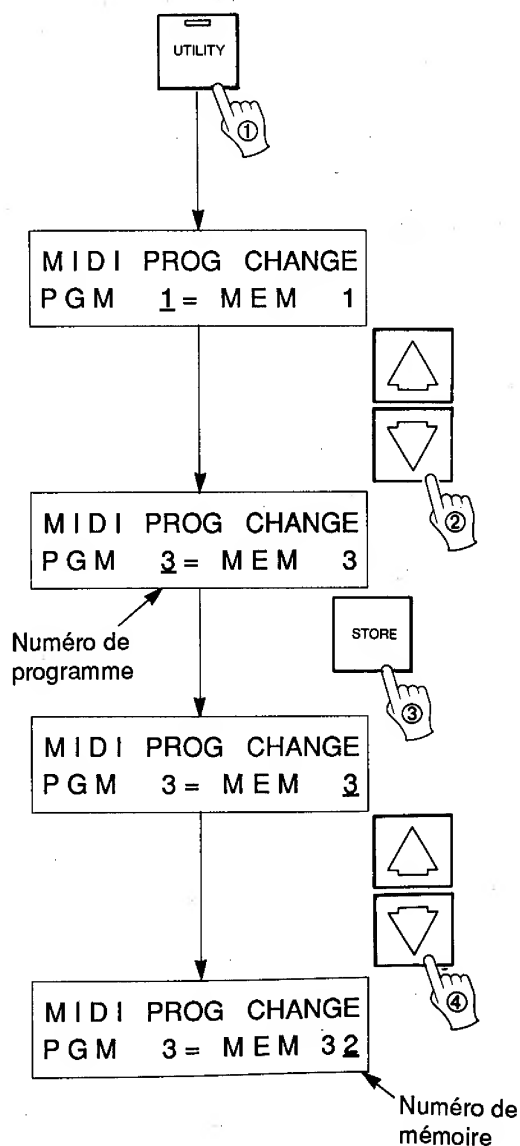 UTILITY
①
MIDI PROG CHANGE
PGM 1= MEM 1
②
MIDI PROG CHANGE
PGM 3= MEM 3
Numéro de
programme
STORE
③
MIDI PROG CHANGE
PGM 3= MEM 3
④
MIDI PROG CHANGE
PGM 3= MEM 32
Numéro de
mémoire